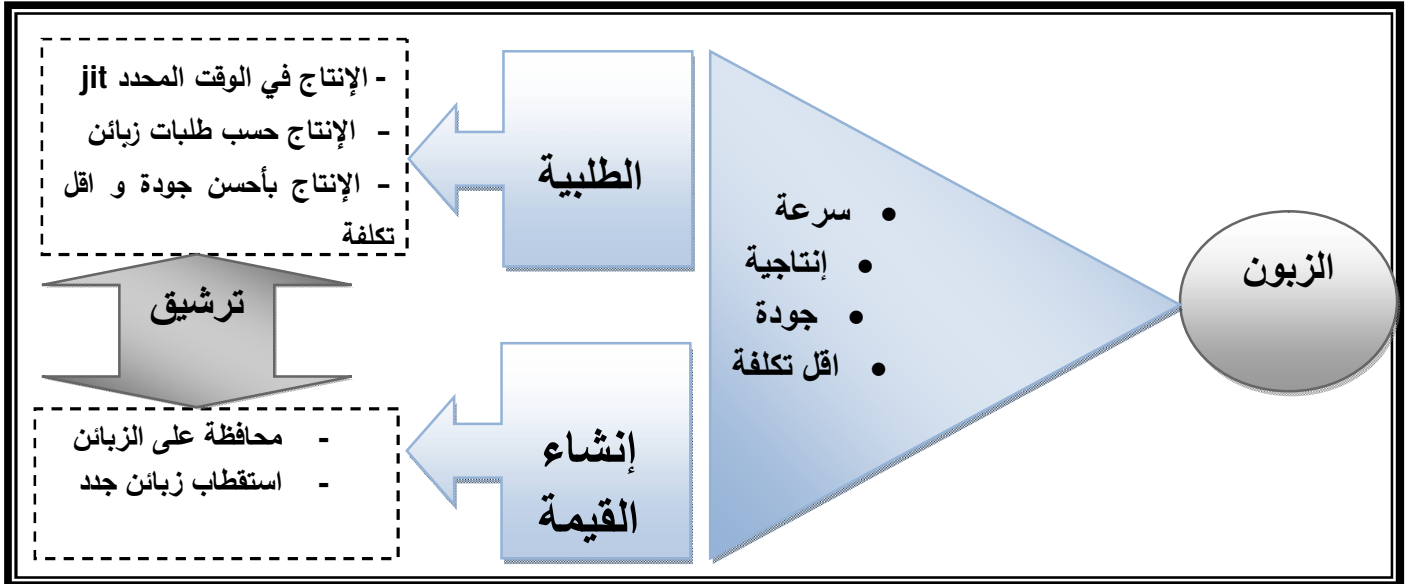 الزبون
• سرعة
• إنتاجية
• جودة
• اقل تكلفة
الطلبية
- الإنتاج في الوقت المحدد jit
- الإنتاج حسب طلبات زبائن
- الإنتاج بأحسن جودة و اقل
تكلفة
ترشيق
إنشاء
القيمة
- محافظة على الزبائن
- استقطاب زبائن جدد